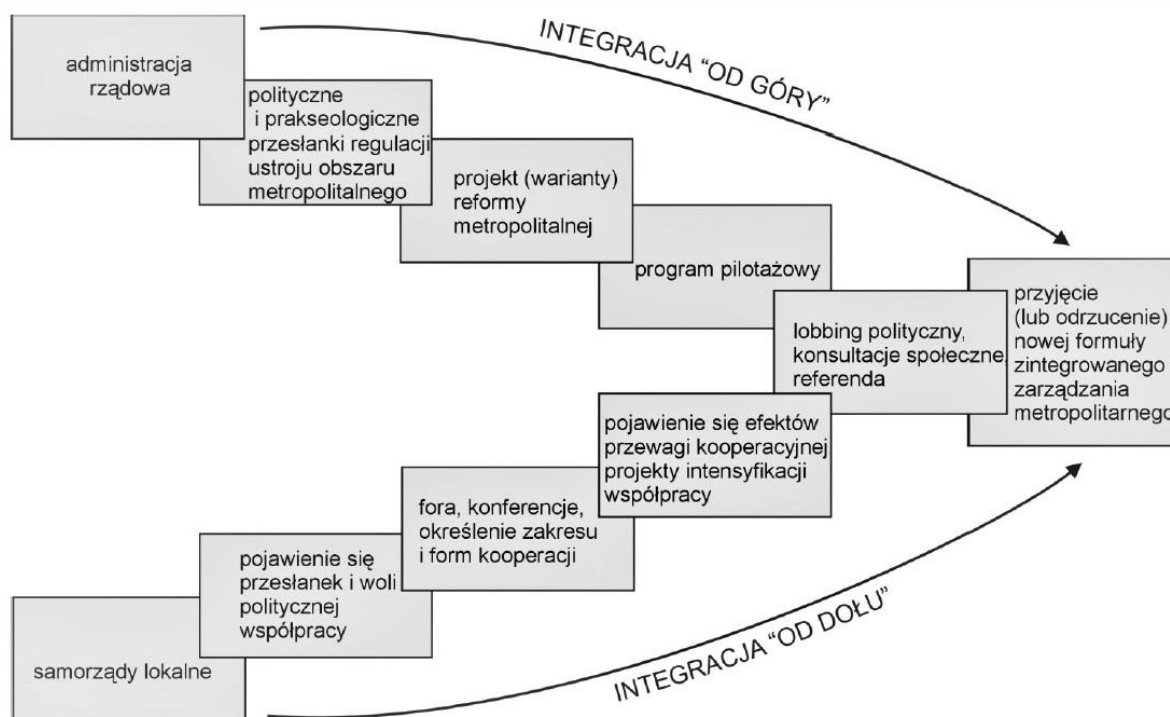 administracja
rządowa
INTEGRACJA “OD GÓRY”
polityczne
i prakseologiczne
przesłanki regulacji
ustroju obszaru
metropolitalnego
projekt (warianty)
reformy
metropolitalnej
program pilotażowy
lobbing polityczny,
konsultacje społeczne,
referenda
przyjęcie
(lub odrzucenie)
nowej formuły
zintegrowanego
zarządzania
metropolitarnego
pojawienie się efektów
przewagi kooperacyjnej,
projekty intensyfikacji
współpracy
fora, konferencje,
określenie zakresu
i form kooperacji
pojawienie się
przesłanek i woli
politycznej
współpracy
samorządy lokalne
INTEGRACJA “OD DOŁU”